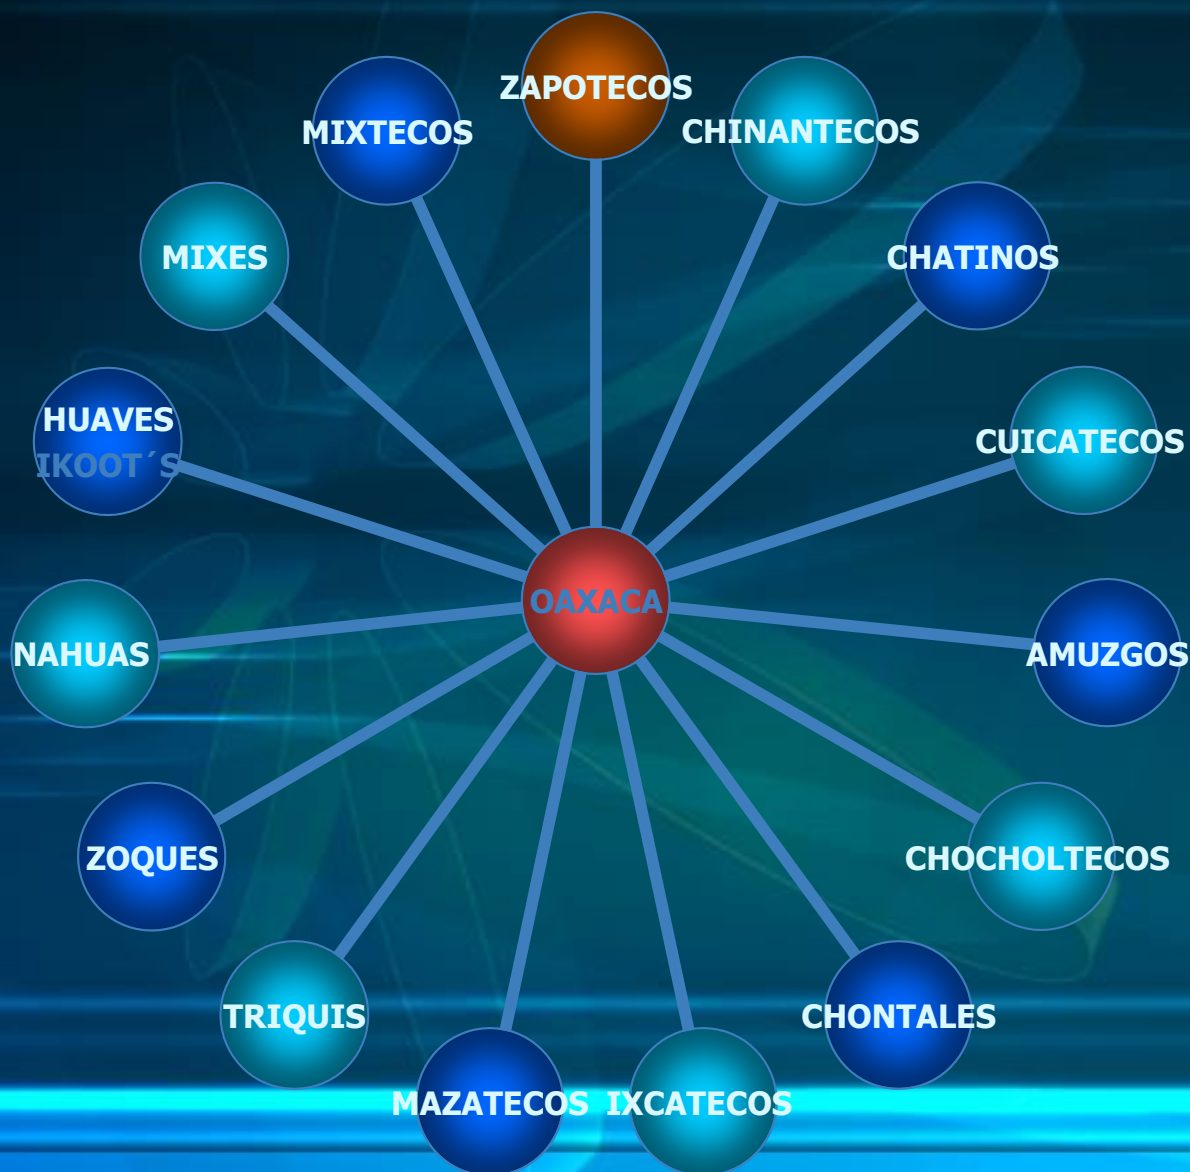 ZAPOTECOS
CHINANTECOS
CHATINOS
CUICATECOS
AMUZGOS
CHOCHOLTECOS
CHONTALES
IXCATECOS
MAZATECOS
TRIQUIS
ZOQUES
NAHUAS
HUAVES
IKOOT´S
MIXES
MIXTECOS
OAXACA